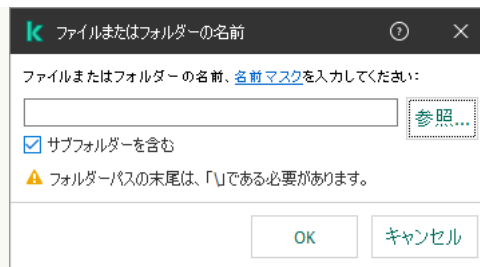 ファイルまたはフォルダーの名前
ファイルまたはフォルダーの名前、名前マスクを入力してください:
参照...
サブフォルダーを含む
フォルダーパスの末尾は、「\」である必要があります。
OK キャンセル